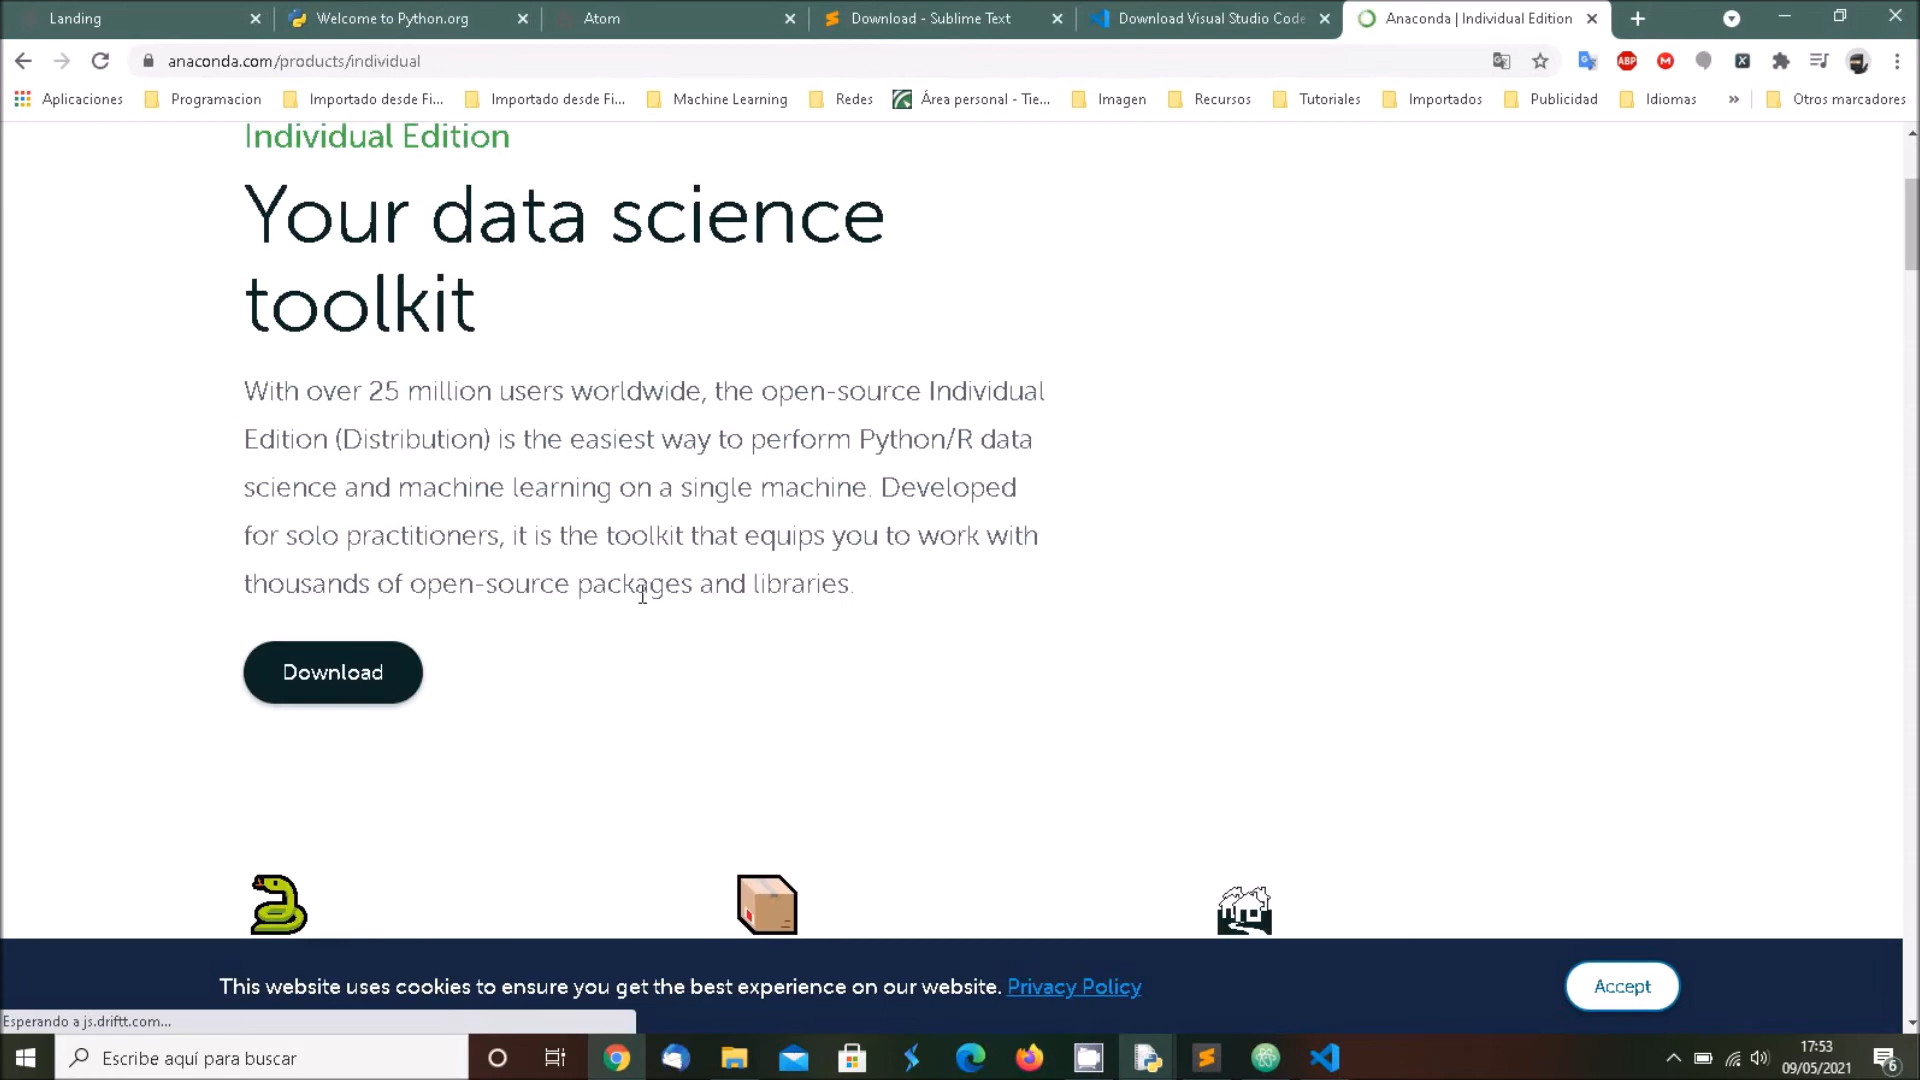 Landing
Welcome to Python.org
Atom
Download - Sublime Text
Download Visual Studio Code
Anaconda | Individual Edition
anaconda.com/products/individual
ABP
Aplicaciones
Programacion
Importado desde Fi...
Importado desde Fi...
Machine Learning
Redes
Área personal - Tie...
Imagen
Recursos
Tutoriales
Importados
Publicidad
Idiomas
Otros marcadores
Individual Edition
Your data science
toolkit
With over 25 million users worldwide, the open-source Individual
Edition (Distribution) is the easiest way to perform Python/R data
science and machine learning on a single machine. Developed
for solo practitioners, it is the toolkit that equips you to work with
thousands of open-source packages and libraries.
Download
This website uses cookies to ensure you get the best experience on our website. Privacy Policy
Accept
Esperando a js.driftt.com...
Escribe aquí para buscar
17:53
09/05/2021
6